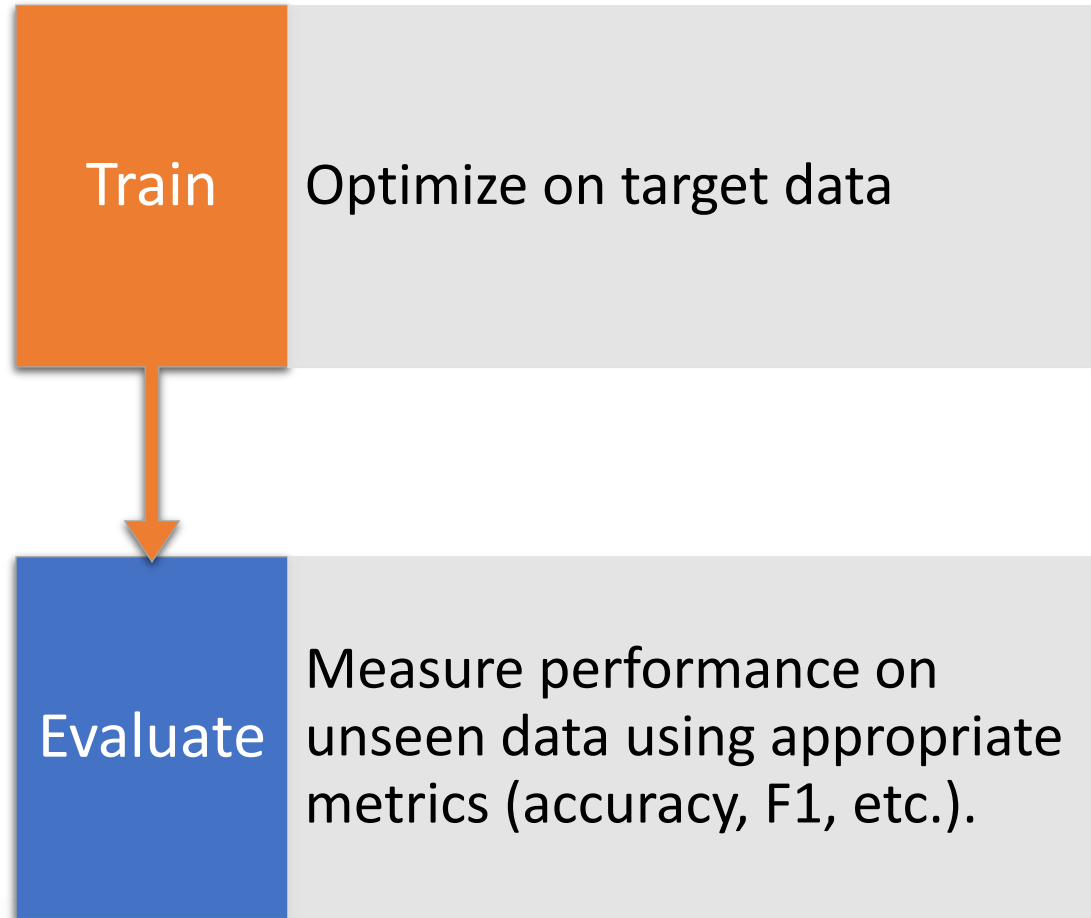 Train
Optimize on target data
Evaluate
Measure performance on
unseen data using appropriate
metrics (accuracy, F1, etc.).